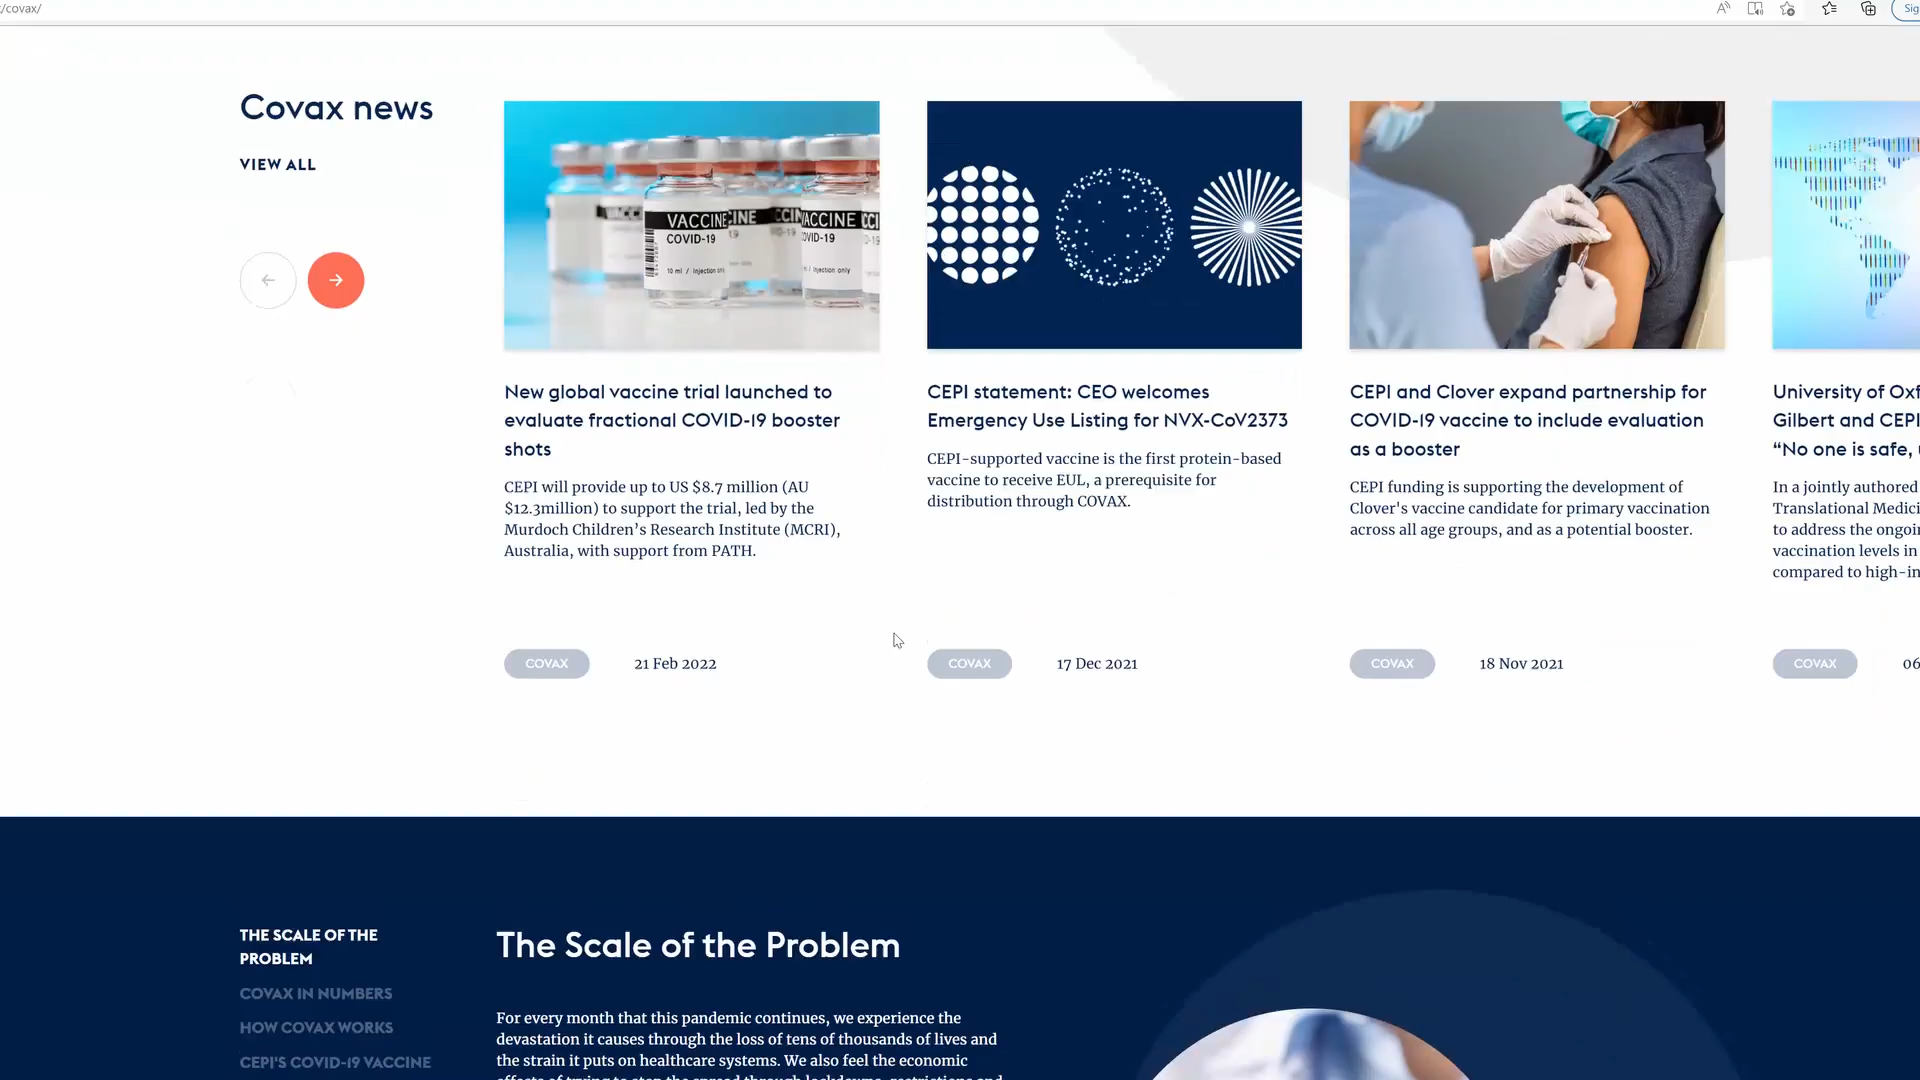 /covax/
Sig
Covax news
VIEW ALL
VACCINE
COVID-19
10 ml / Injection only
VACCINE
COVID-19
Injection only
New global vaccine trial launched to
evaluate fractional COVID-19 booster
shots
CEPI will provide up to US $8.7 million (AU
$12.3million) to support the trial, led by the
Murdoch Children’s Research Institute (MCRI),
Australia, with support from PATH.
COVAX
21 Feb 2022
CEPI statement: CEO welcomes
Emergency Use Listing for NVX-CoV2373
CEPI-supported vaccine is the first protein-based
vaccine to receive EUL, a prerequisite for
distribution through COVAX.
COVAX
17 Dec 2021
CEPI and Clover expand partnership for
COVID-19 vaccine to include evaluation
as a booster
CEPI funding is supporting the development of
Clover's vaccine candidate for primary vaccination
across all age groups, and as a potential booster.
COVAX
18 Nov 2021
University of Oxf
Gilbert and CEPI
“No one is safe,
In a jointly authored
Translational Medici
to address the ongoi
vaccination levels in
compared to high-in
COVAX
06
THE SCALE OF THE
PROBLEM
COVAX IN NUMBERS
HOW COVAX WORKS
CEPI'S COVID-19 VACCINE
The Scale of the Problem
For every month that this pandemic continues, we experience the
devastation it causes through the loss of tens of thousands of lives and
the strain it puts on healthcare systems. We also feel the economic